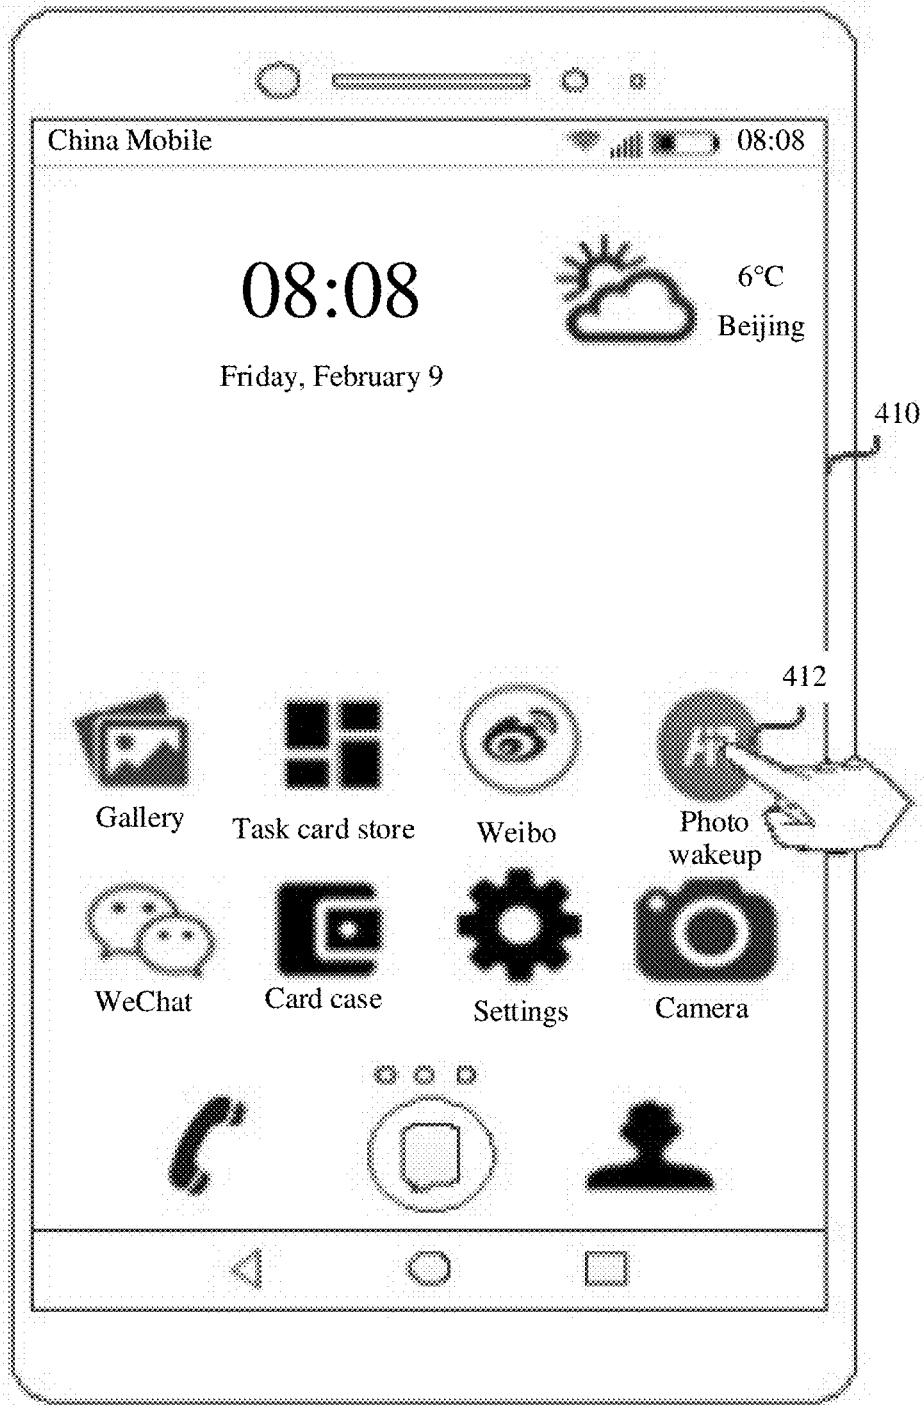 China Mobile 08:08
08:08
6°C
Beijing
Friday, February 9
410
412
Gallery
Task card store
Weibo
Photo
wakeup
WeChat
Card case
Settings
Camera